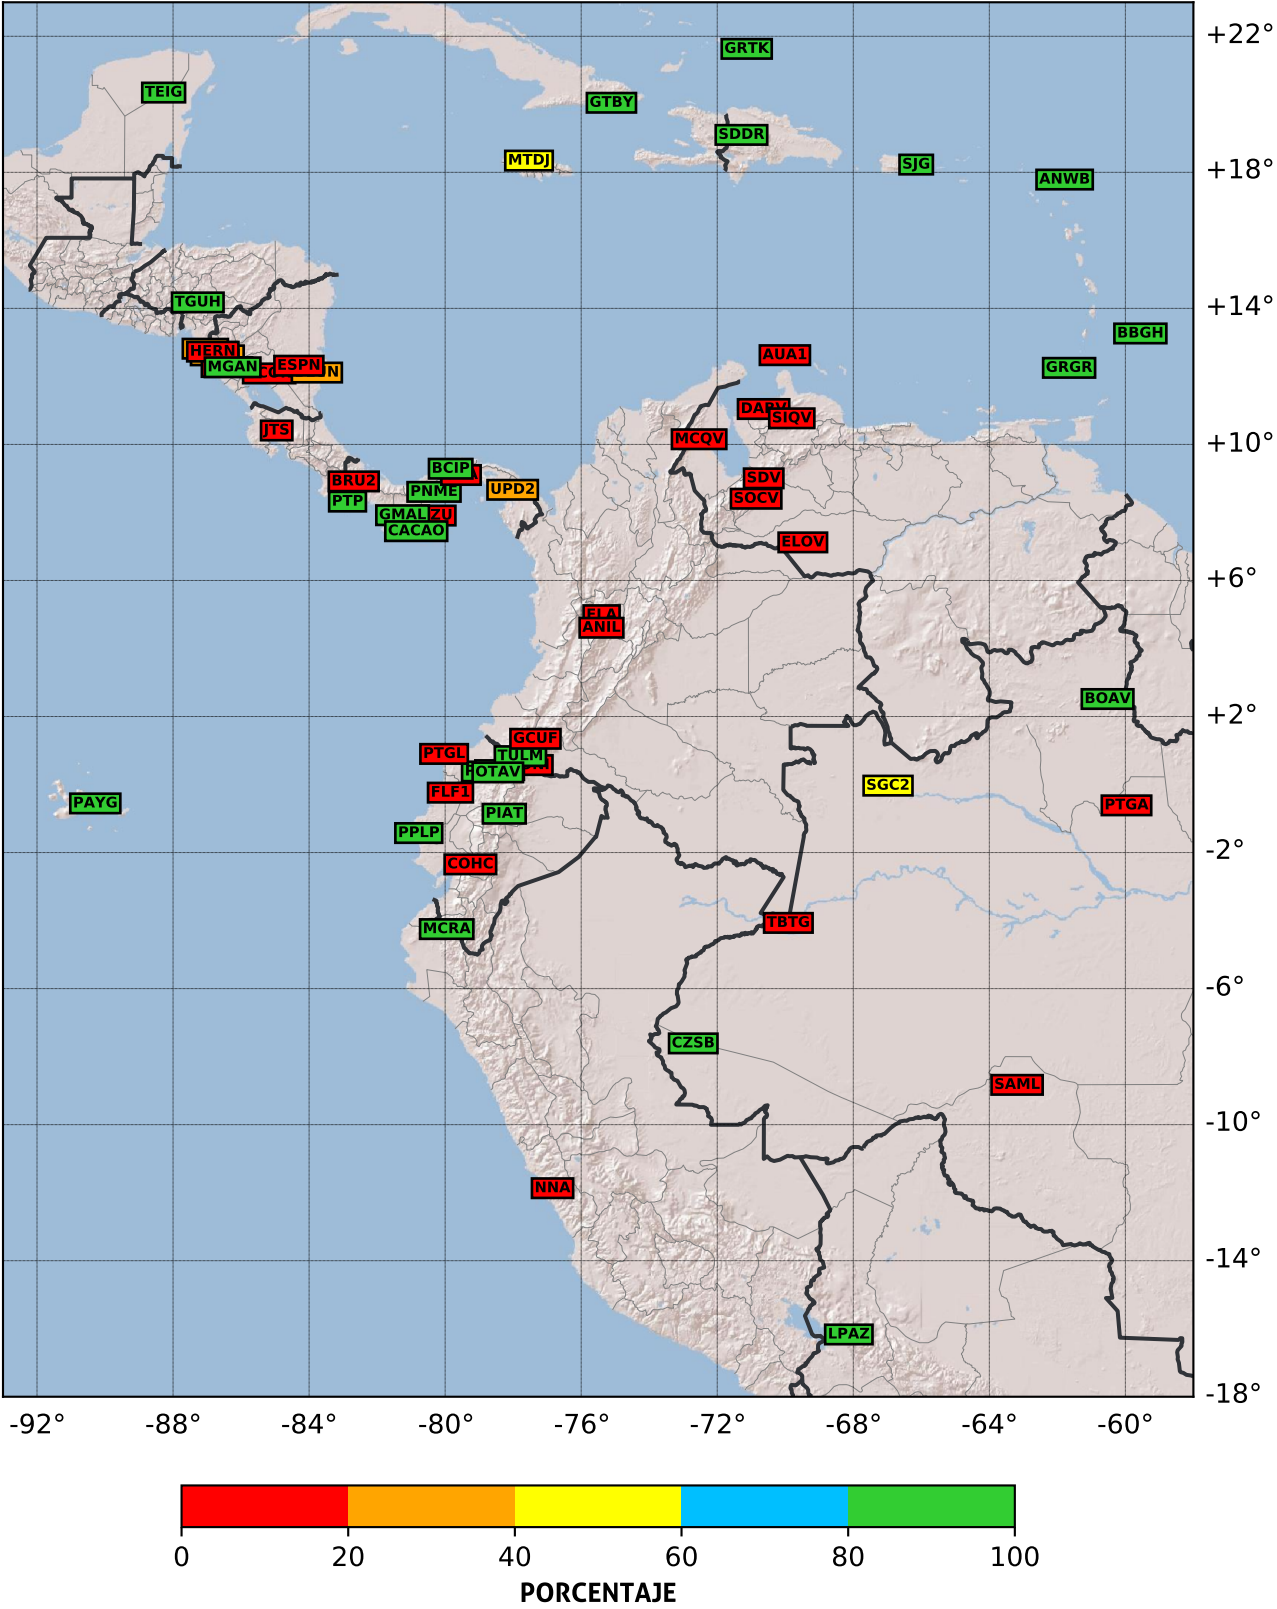 +22°
GRTK
TEIG
GTBY
SDDR
MTDJ
SJG
+18°
ANWB
TGUH
+14°
BBGH
HERN
AUA1
MGAN
ESPN
GRGR
SIQV
JTS
MCQV
+10°
BCIP
BRU2
SDV
PNME
UPD2
PTP
SOCV
GMAL
CACAO
ELOV
+6°
ANIL
BOAV
+2°
GCUF
PTGL
TULM
POTAV
SGC2
FLF1
PAYG
PTGA
PIAT
PPLP
-2°
COHC
TBTG
MCRA
-6°
CZSB
SAML
-10°
NNA
-14°
LPAZ
-18°
-92° -88° -84° -80° -76° -72° -68° -64° -60°
0 20 40 60 80 100
PORCENTAJE